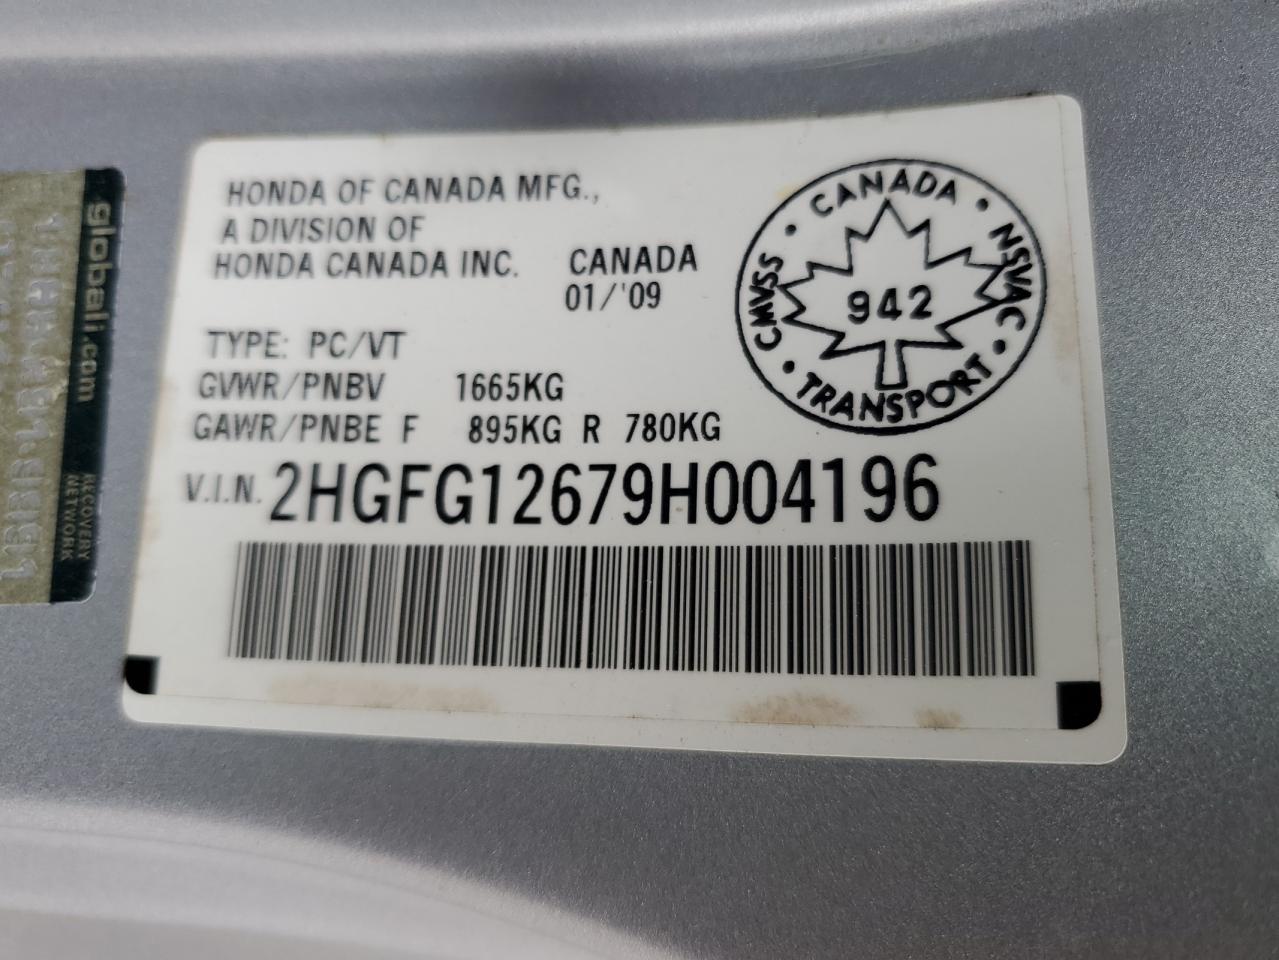 HONDA OF CANADA MFG.,
A DIVISION OF
HONDA CANADA INC. CANADA
01/'09
TYPE: PC/VT
GVWR/PNBV 1665KG
GAWR/PNBE F 895KG R 780KG
V.I.N. 2HGFG12679H004196
CANADA • NSVAC • TRANSPORT • CMVSS •
942
globali.com
RECOVERY
NETWORK